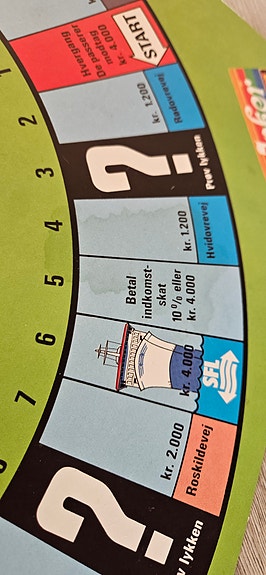 START
Hvergang
De passerer
modtag
kr. 4.000
1
kr. 1.200
Rødovrevej
2
?
Prøv lykken
3
kr. 1.200
Hvidovrevej
4
Betal
indkomst-
skat
10 % eller
kr. 4.000
5
kr. 4.000
SFL
6
kr. 2.000
Roskildevej
7
?
lykken